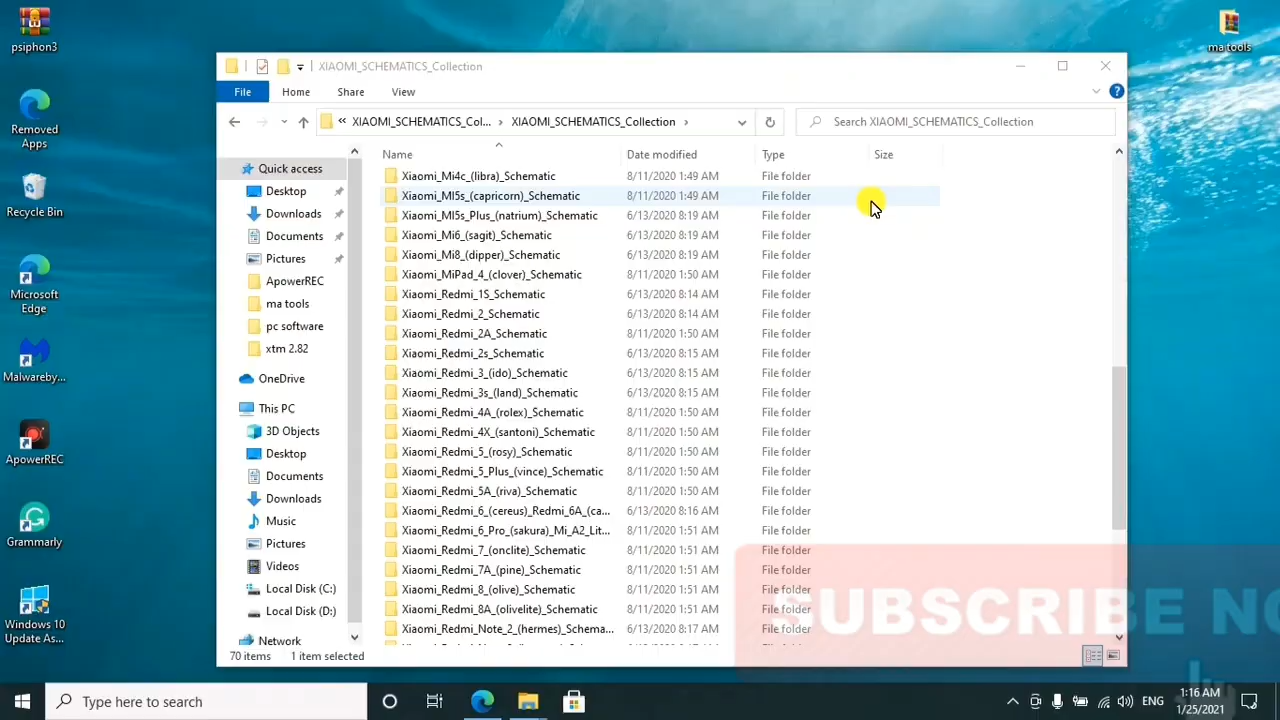 psiphon3
ma tools
Removed
Apps
Recycle Bin
Microsoft
Edge
Malwareby...
ApowerREC
Grammarly
Windows 10
Update As...
XIAOMI_SCHEMATICS_Collection
File Home Share View
« XIAOMI_SCHEMATICS_Col... › XIAOMI_SCHEMATICS_Collection ›
Search XIAOMI_SCHEMATICS_Collection
Quick access
Desktop
Downloads
Documents
Pictures
ApowerREC
ma tools
pc software
xtm 2.82
OneDrive
This PC
3D Objects
Desktop
Documents
Downloads
Music
Pictures
Videos
Local Disk (C:)
Local Disk (D:)
Network
Name Date modified Type Size
Xiaomi_Mi4c_(libra)_Schematic 8/11/2020 1:49 AM File folder
Xiaomi_MI5s_(capricorn)_Schematic 8/11/2020 1:49 AM File folder
Xiaomi_MI5s_Plus_(natrium)_Schematic 6/13/2020 8:19 AM File folder
Xiaomi_Mi6_(sagit)_Schematic 6/13/2020 8:19 AM File folder
Xiaomi_Mi8_(dipper)_Schematic 6/13/2020 8:19 AM File folder
Xiaomi_MiPad_4_(clover)_Schematic 8/11/2020 1:50 AM File folder
Xiaomi_Redmi_1S_Schematic 6/13/2020 8:14 AM File folder
Xiaomi_Redmi_2_Schematic 6/13/2020 8:14 AM File folder
Xiaomi_Redmi_2A_Schematic 8/11/2020 1:50 AM File folder
Xiaomi_Redmi_2s_Schematic 6/13/2020 8:15 AM File folder
Xiaomi_Redmi_3_(ido)_Schematic 6/13/2020 8:15 AM File folder
Xiaomi_Redmi_3s_(land)_Schematic 6/13/2020 8:15 AM File folder
Xiaomi_Redmi_4A_(rolex)_Schematic 8/11/2020 1:50 AM File folder
Xiaomi_Redmi_4X_(santoni)_Schematic 8/11/2020 1:50 AM File folder
Xiaomi_Redmi_5_(rosy)_Schematic 8/11/2020 1:50 AM File folder
Xiaomi_Redmi_5_Plus_(vince)_Schematic 8/11/2020 1:50 AM File folder
Xiaomi_Redmi_5A_(riva)_Schematic 8/11/2020 1:50 AM File folder
Xiaomi_Redmi_6_(cereus)_Redmi_6A_(ca... 6/13/2020 8:16 AM File folder
Xiaomi_Redmi_6_Pro_(sakura)_Mi_A2_Lit... 8/11/2020 1:51 AM File folder
Xiaomi_Redmi_7_(onclite)_Schematic 8/11/2020 1:51 AM File folder
Xiaomi_Redmi_7A_(pine)_Schematic 8/11/2020 1:51 AM File folder
Xiaomi_Redmi_8_(olive)_Schematic 8/11/2020 1:51 AM File folder
Xiaomi_Redmi_8A_(olivelite)_Schematic 8/11/2020 1:51 AM File folder
Xiaomi_Redmi_Note_2_(hermes)_Schema... 6/13/2020 8:17 AM File folder
SUBSCRIBE NO
70 items 1 item selected
Type here to search
ENG
1:16 AM
1/25/2021